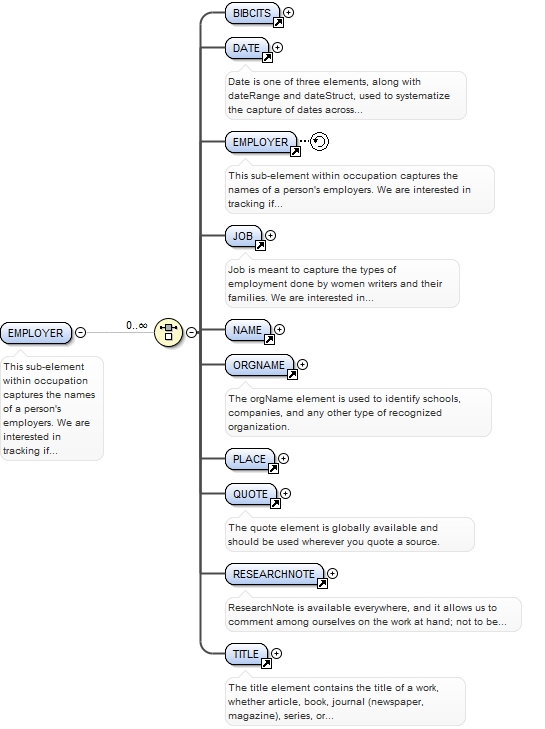 BIBCITS
DATE
Date is one of three elements, along with
dateRange and dateStruct, used to systematize
the capture of dates across...
EMPLOYER
This sub-element within occupation captures the
names of a person's employers. We are interested in
tracking if...
JOB
Job is meant to capture the types of
employment done by women writers and their
families. We are interested in...
EMPLOYER
0..∞
This sub-element
within occupation
captures the names
of a person's
employers. We are
interested in
tracking if...
NAME
ORGNAME
The orgName element is used to identify schools,
companies, and any other type of recognized
organization.
PLACE
QUOTE
The quote element is globally available and
should be used wherever you quote a source.
RESEARCHNOTE
ResearchNote is available everywhere, and it allows us to
comment among ourselves on the work at hand; not to be...
TITLE
The title element contains the title of a work,
whether article, book, journal (newspaper,
magazine), series, or...